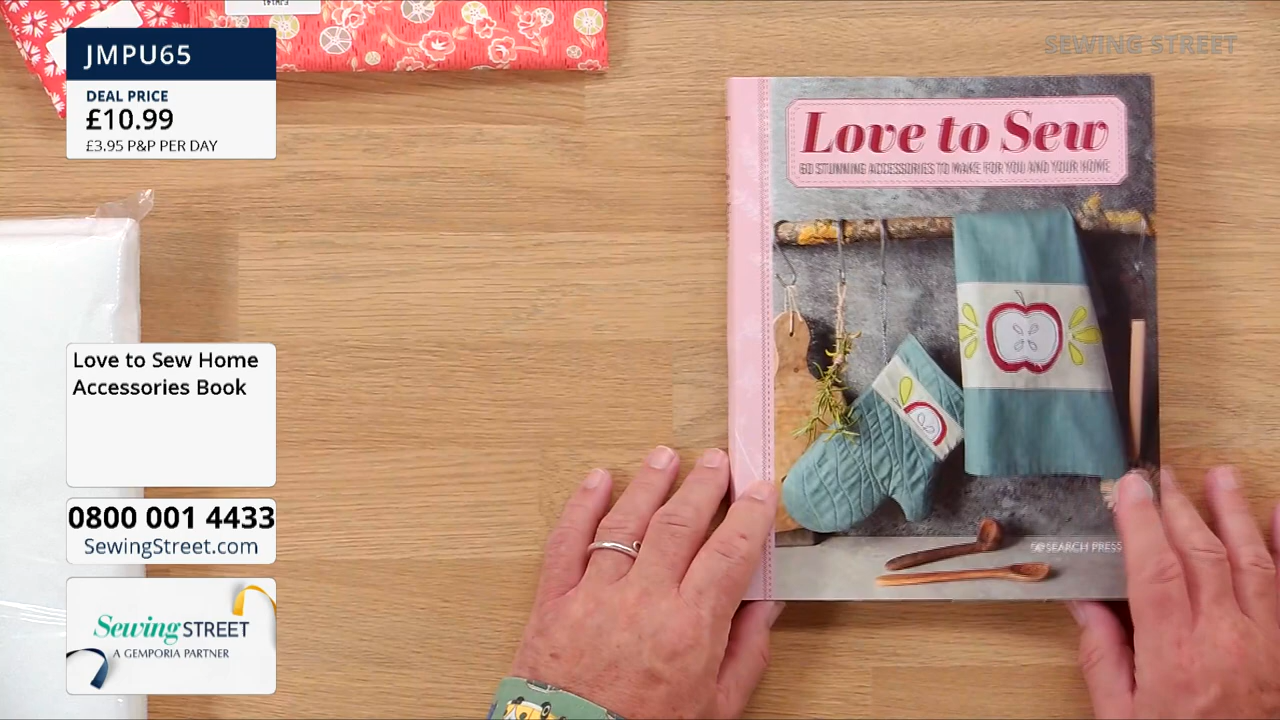 JMPU65
DEAL PRICE
£10.99
£3.95 P&P PER DAY
SEWING STREET
Love to Sew
60 STUNNING ACCESSORIES TO MAKE FOR YOU AND YOUR HOME
SEARCH PRESS
Love to Sew Home
Accessories Book
0800 001 4433
SewingStreet.com
Sewing STREET
A GEMPORIA PARTNER